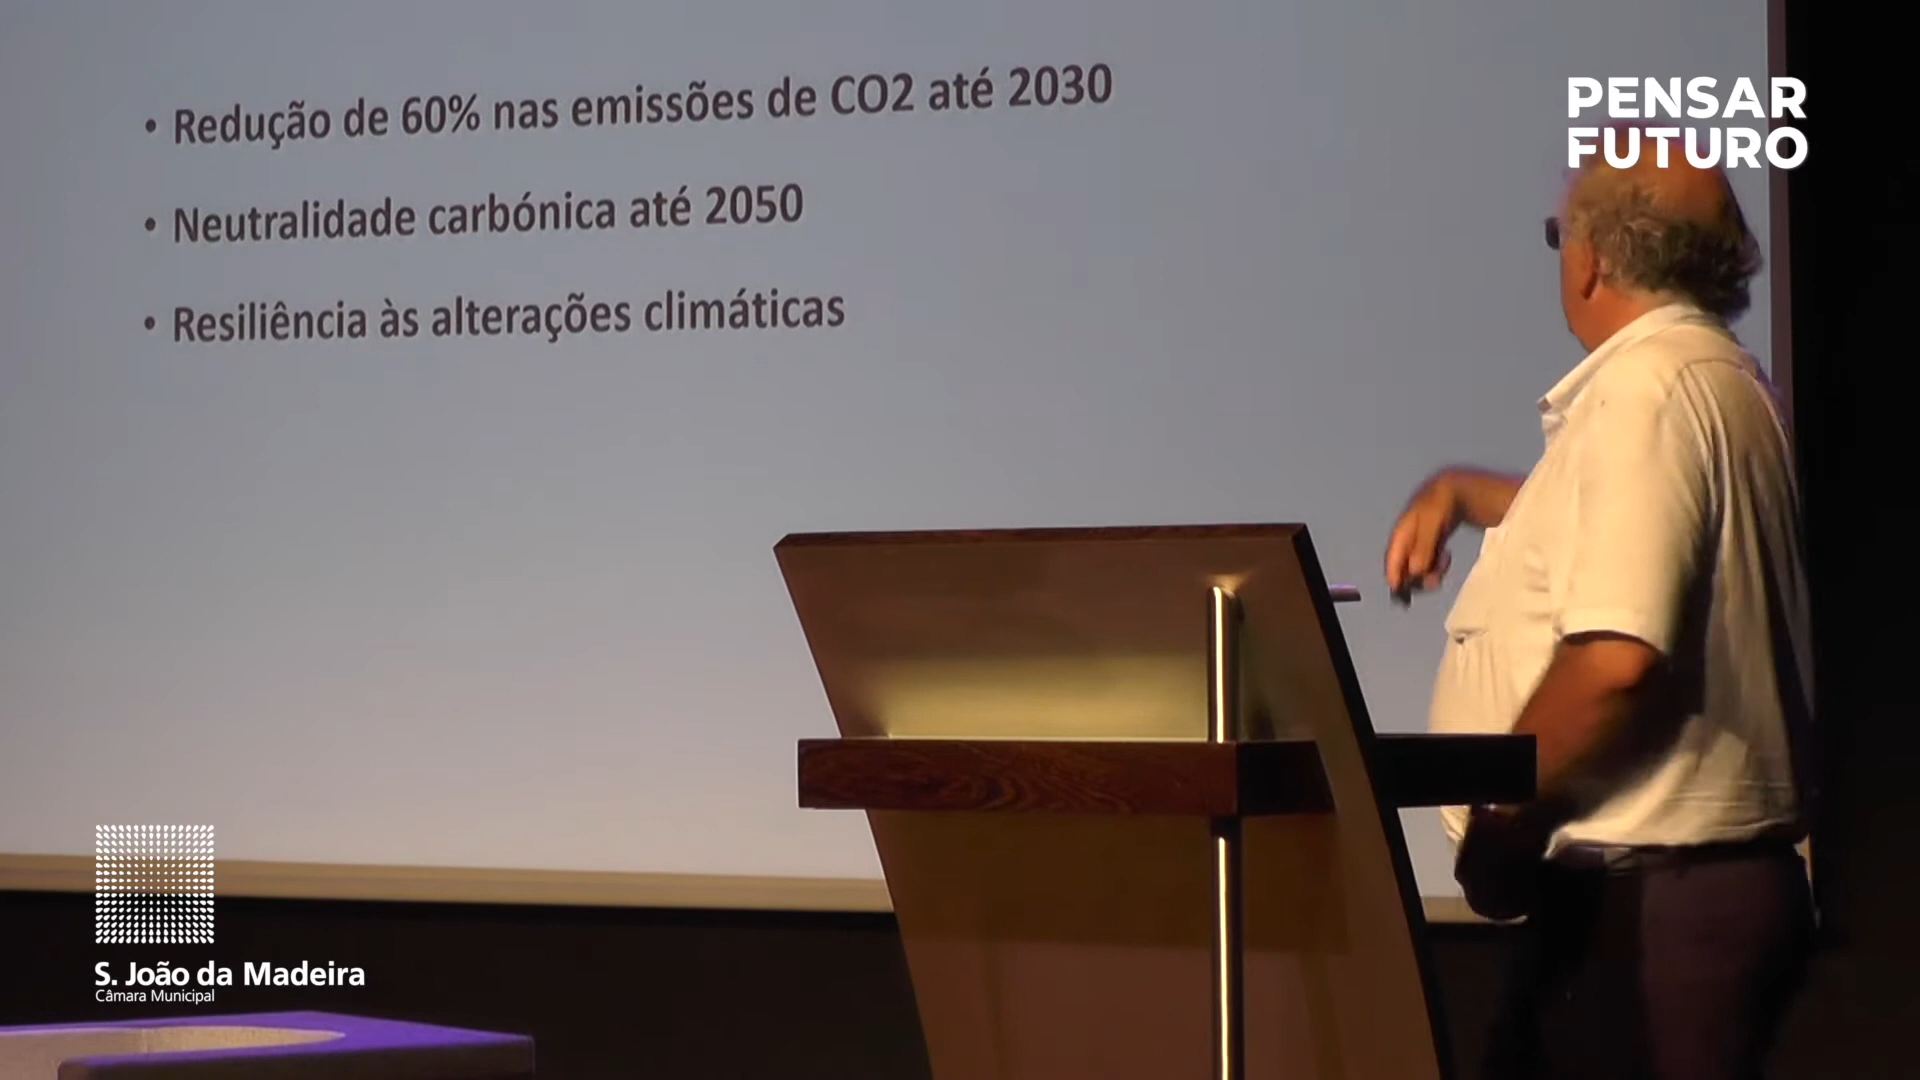 • Redução de 60% nas emissões de CO2 até 2030
• Neutralidade carbónica até 2050
• Resiliência às alterações climáticas
PENSAR
FUTURO
S. João da Madeira
Câmara Municipal